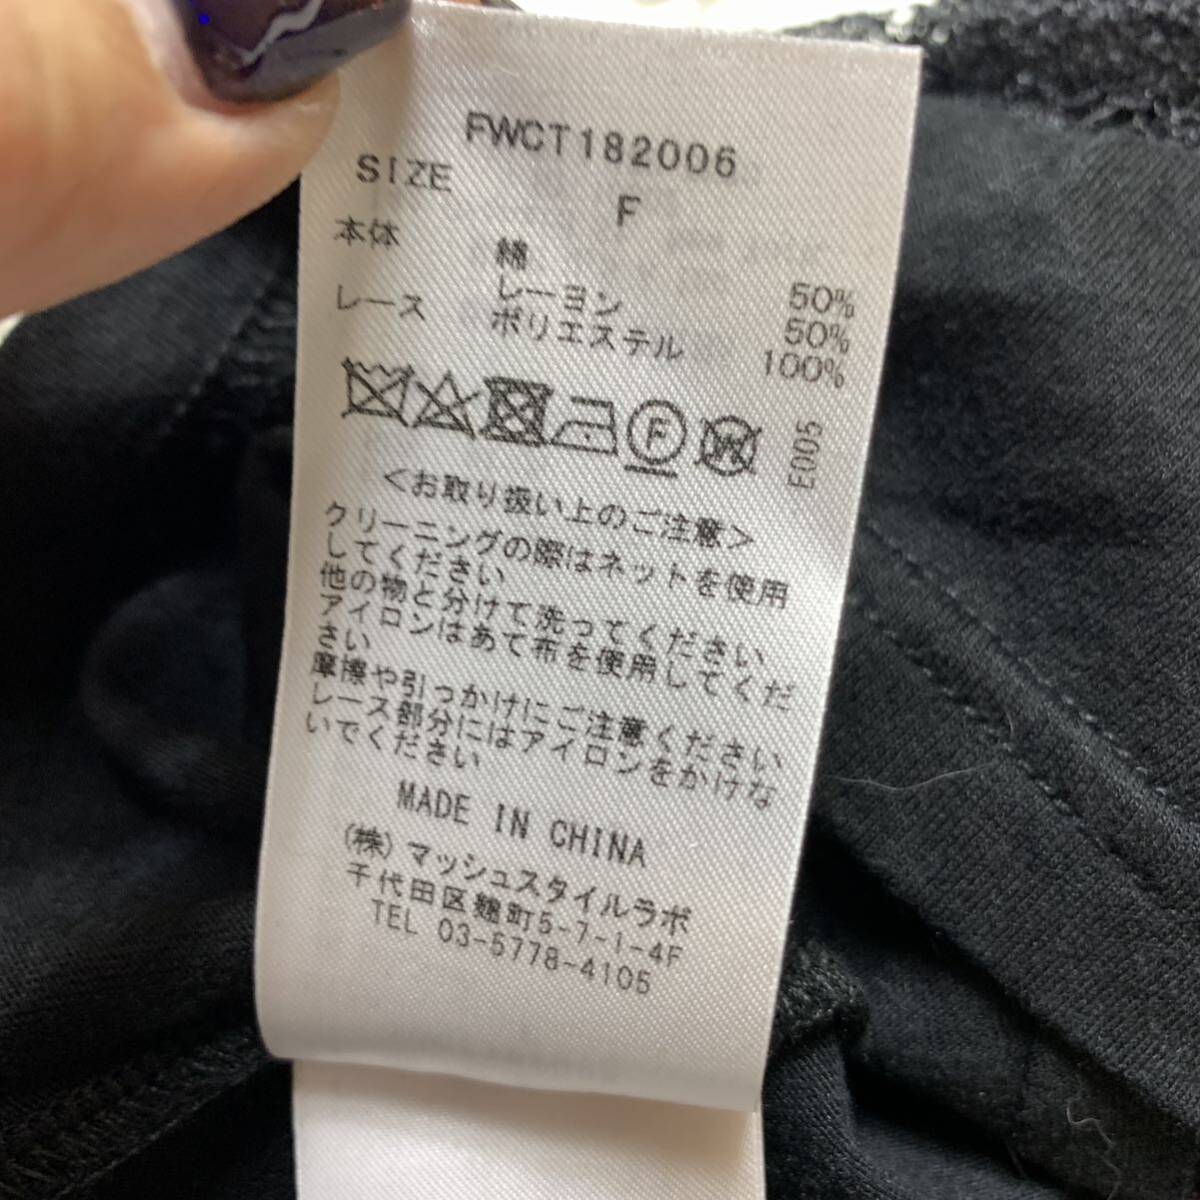 FWCT182006
SIZE F
本体 綿 50%
レーヨン 50%
レース ポリエステル 100%
F
W
E005
<お取り扱い上のご注意>
クリーニングの際はネットを使用
してください
他の物と分けて洗ってください
アイロンはあて布を使用してくだ
さい
摩擦や引っかけにご注意ください
レース部分にはアイロンをかけな
いでください
MADE IN CHINA
(株)マッシュスタイルラボ
千代田区麹町5-7-1-4F
TEL 03-5778-4105